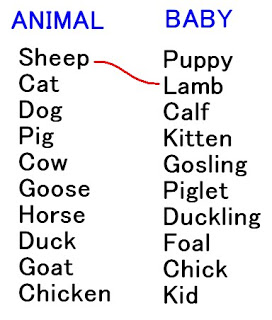 ANIMAL BABY
Sheep Puppy
Cat Lamb
Dog Calf
Pig Kitten
Cow Gosling
Goose Piglet
Horse Duckling
Duck Foal
Goat Chick
Chicken Kid